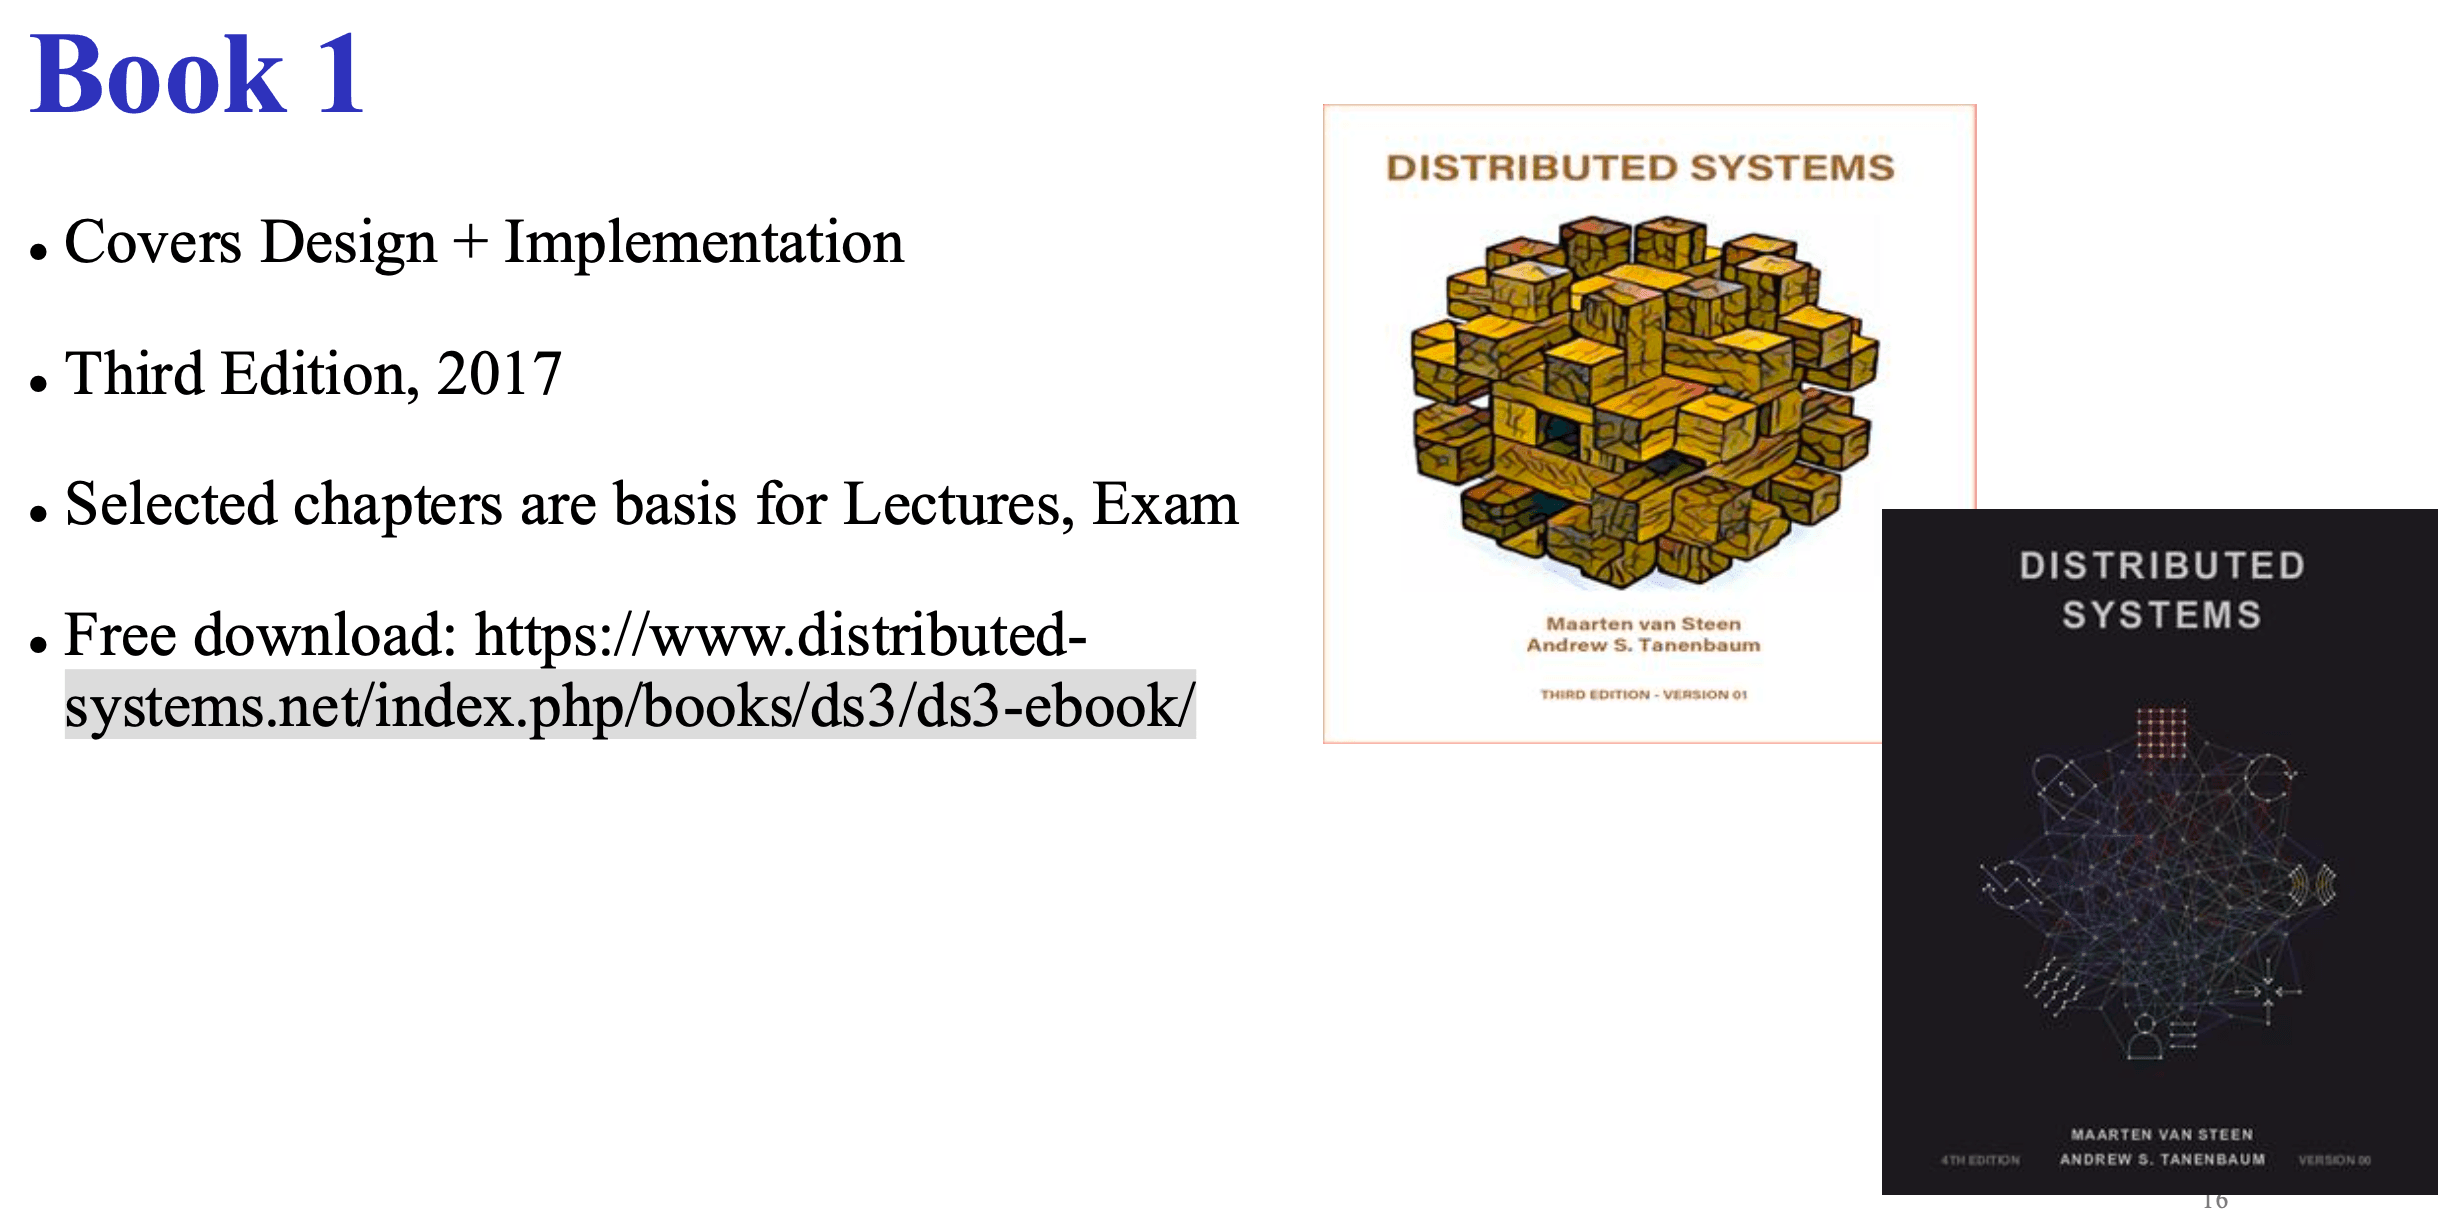 Book 1
• Covers Design + Implementation
• Third Edition, 2017
• Selected chapters are basis for Lectures, Exam
• Free download: https://www.distributed-
systems.net/index.php/books/ds3/ds3-ebook/
DISTRIBUTED SYSTEMS
Maarten van Steen
Andrew S. Tanenbaum
THIRD EDITION - VERSION 01
DISTRIBUTED
SYSTEMS
MAARTEN VAN STEEN
4TH EDITION ANDREW S. TANENBAUM VERSION 00
16